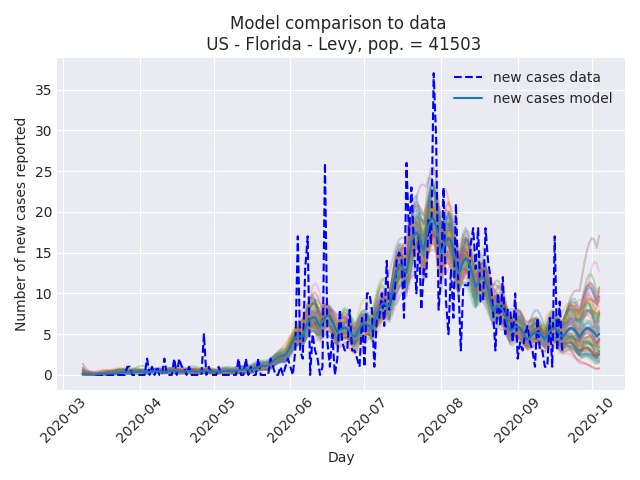 Model comparison to data
US - Florida - Levy, pop. = 41503
new cases data
new cases model
Number of new cases reported
35
30
25
20
15
10
5
0
2020-03
2020-04
2020-05
2020-06
2020-07
2020-08
2020-09
2020-10
Day